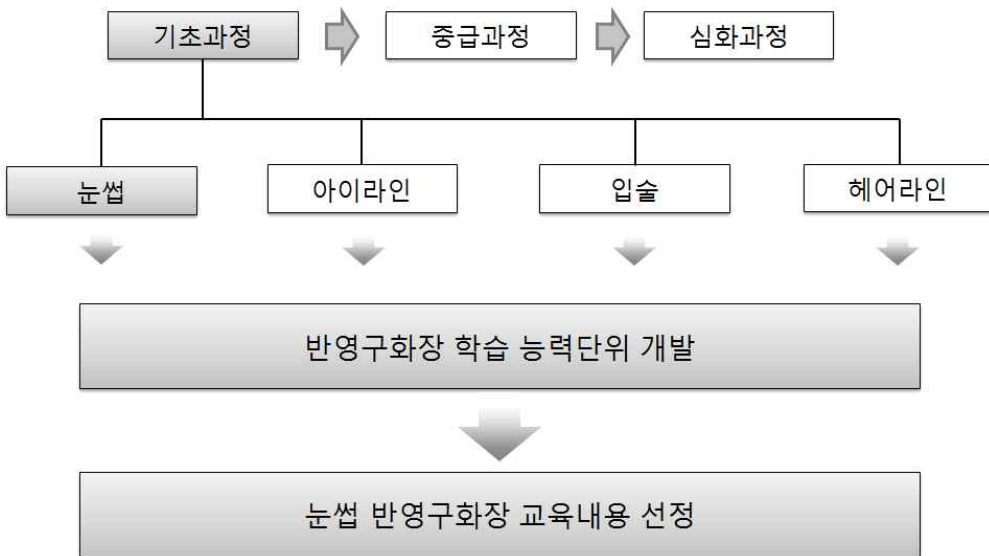 기초과정
중급과정
심화과정
눈썹
아이라인
입술
헤어라인
반영구화장 학습 능력단위 개발
눈썹 반영구화장 교육내용 선정